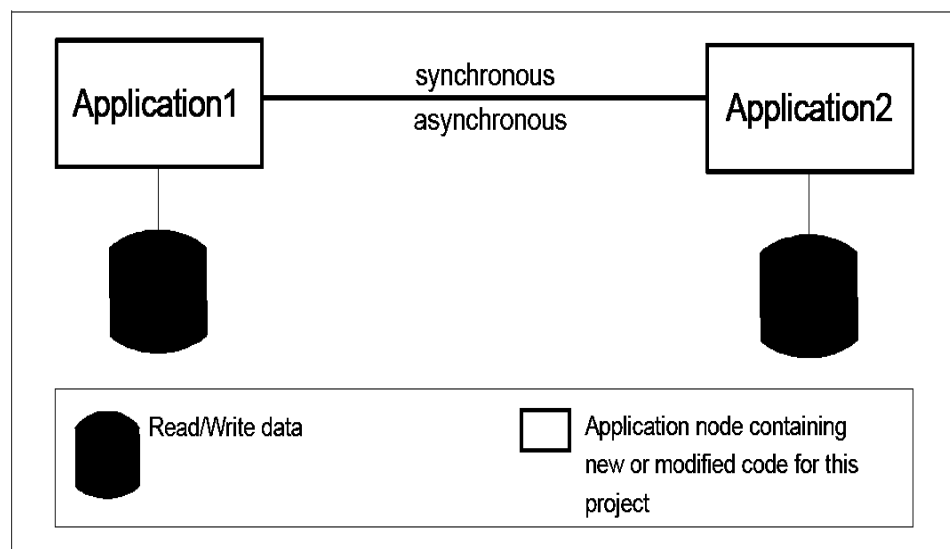 Application1
synchronous
asynchronous
Application2
Read/Write data
Application node containing
new or modified code for this
project